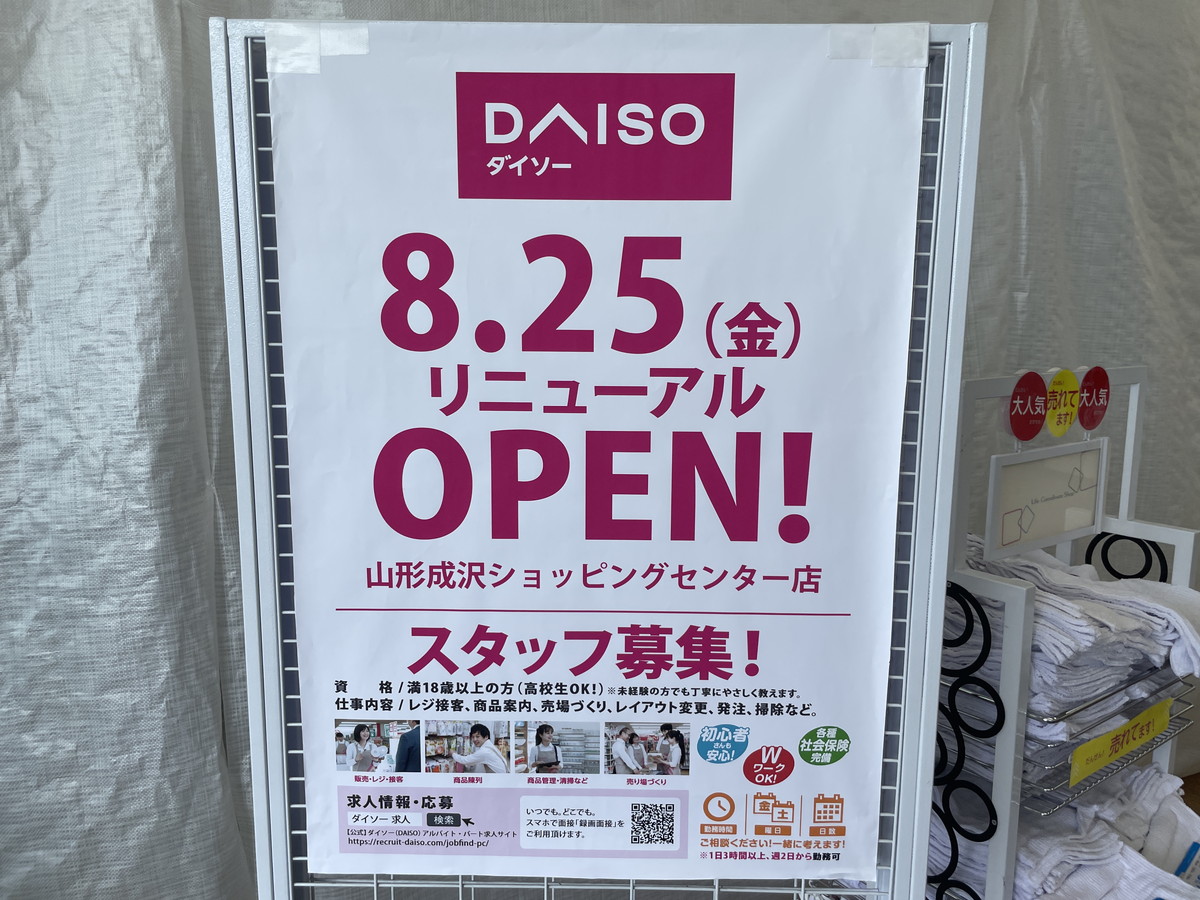 DAISO
ダイソー
8.25(金)
リニューアル
OPEN!
山形成沢ショッピングセンター店
スタッフ募集!
資 格 / 満18歳以上の方(高校生OK!) ※未経験の方でも丁寧にやさしく教えます。
仕事内容 / レジ接客、商品案内、売場づくり、レイアウト変更、発注、掃除など。
販売・レジ・接客
商品陳列
商品管理・清掃など
売り場づくり
初心者
さんも
安心!
W
ワーク
OK!
各種
社会保険
完備
求人情報・応募
ダイソー 求人 検索
【公式】ダイソー(DAISO) アルバイト・パート求人サイト
https://recruit-daiso.com/jobfind-pc/
いつでも。どこでも。
スマホで面接「録画面接」を
ご利用頂けます。
金 土
勤務時間 曜日 日数
ご相談ください!一緒に考えます!
※1日3時間以上、週2日から勤務可
大人気
売れて
ます!
大人気
売れてます!